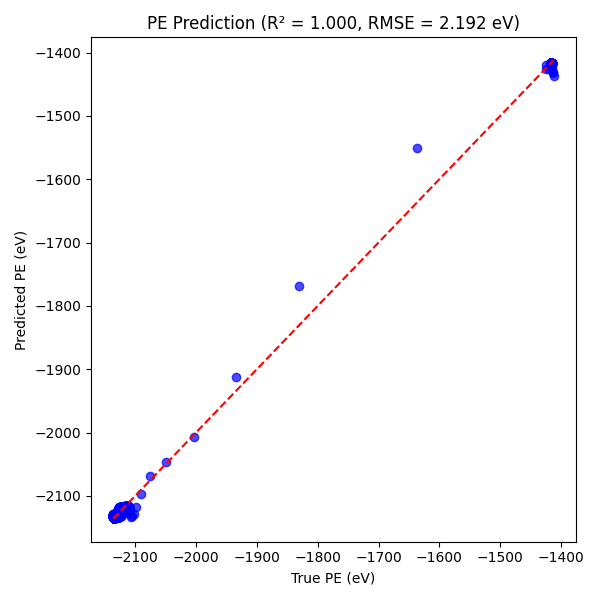 PE Prediction (R² = 1.000, RMSE = 2.192 eV)
−1400
−1500
−1600
−1700
−1800
−1900
−2000
−2100
Predicted PE (eV)
−2100 −2000 −1900 −1800 −1700 −1600 −1500 −1400
True PE (eV)